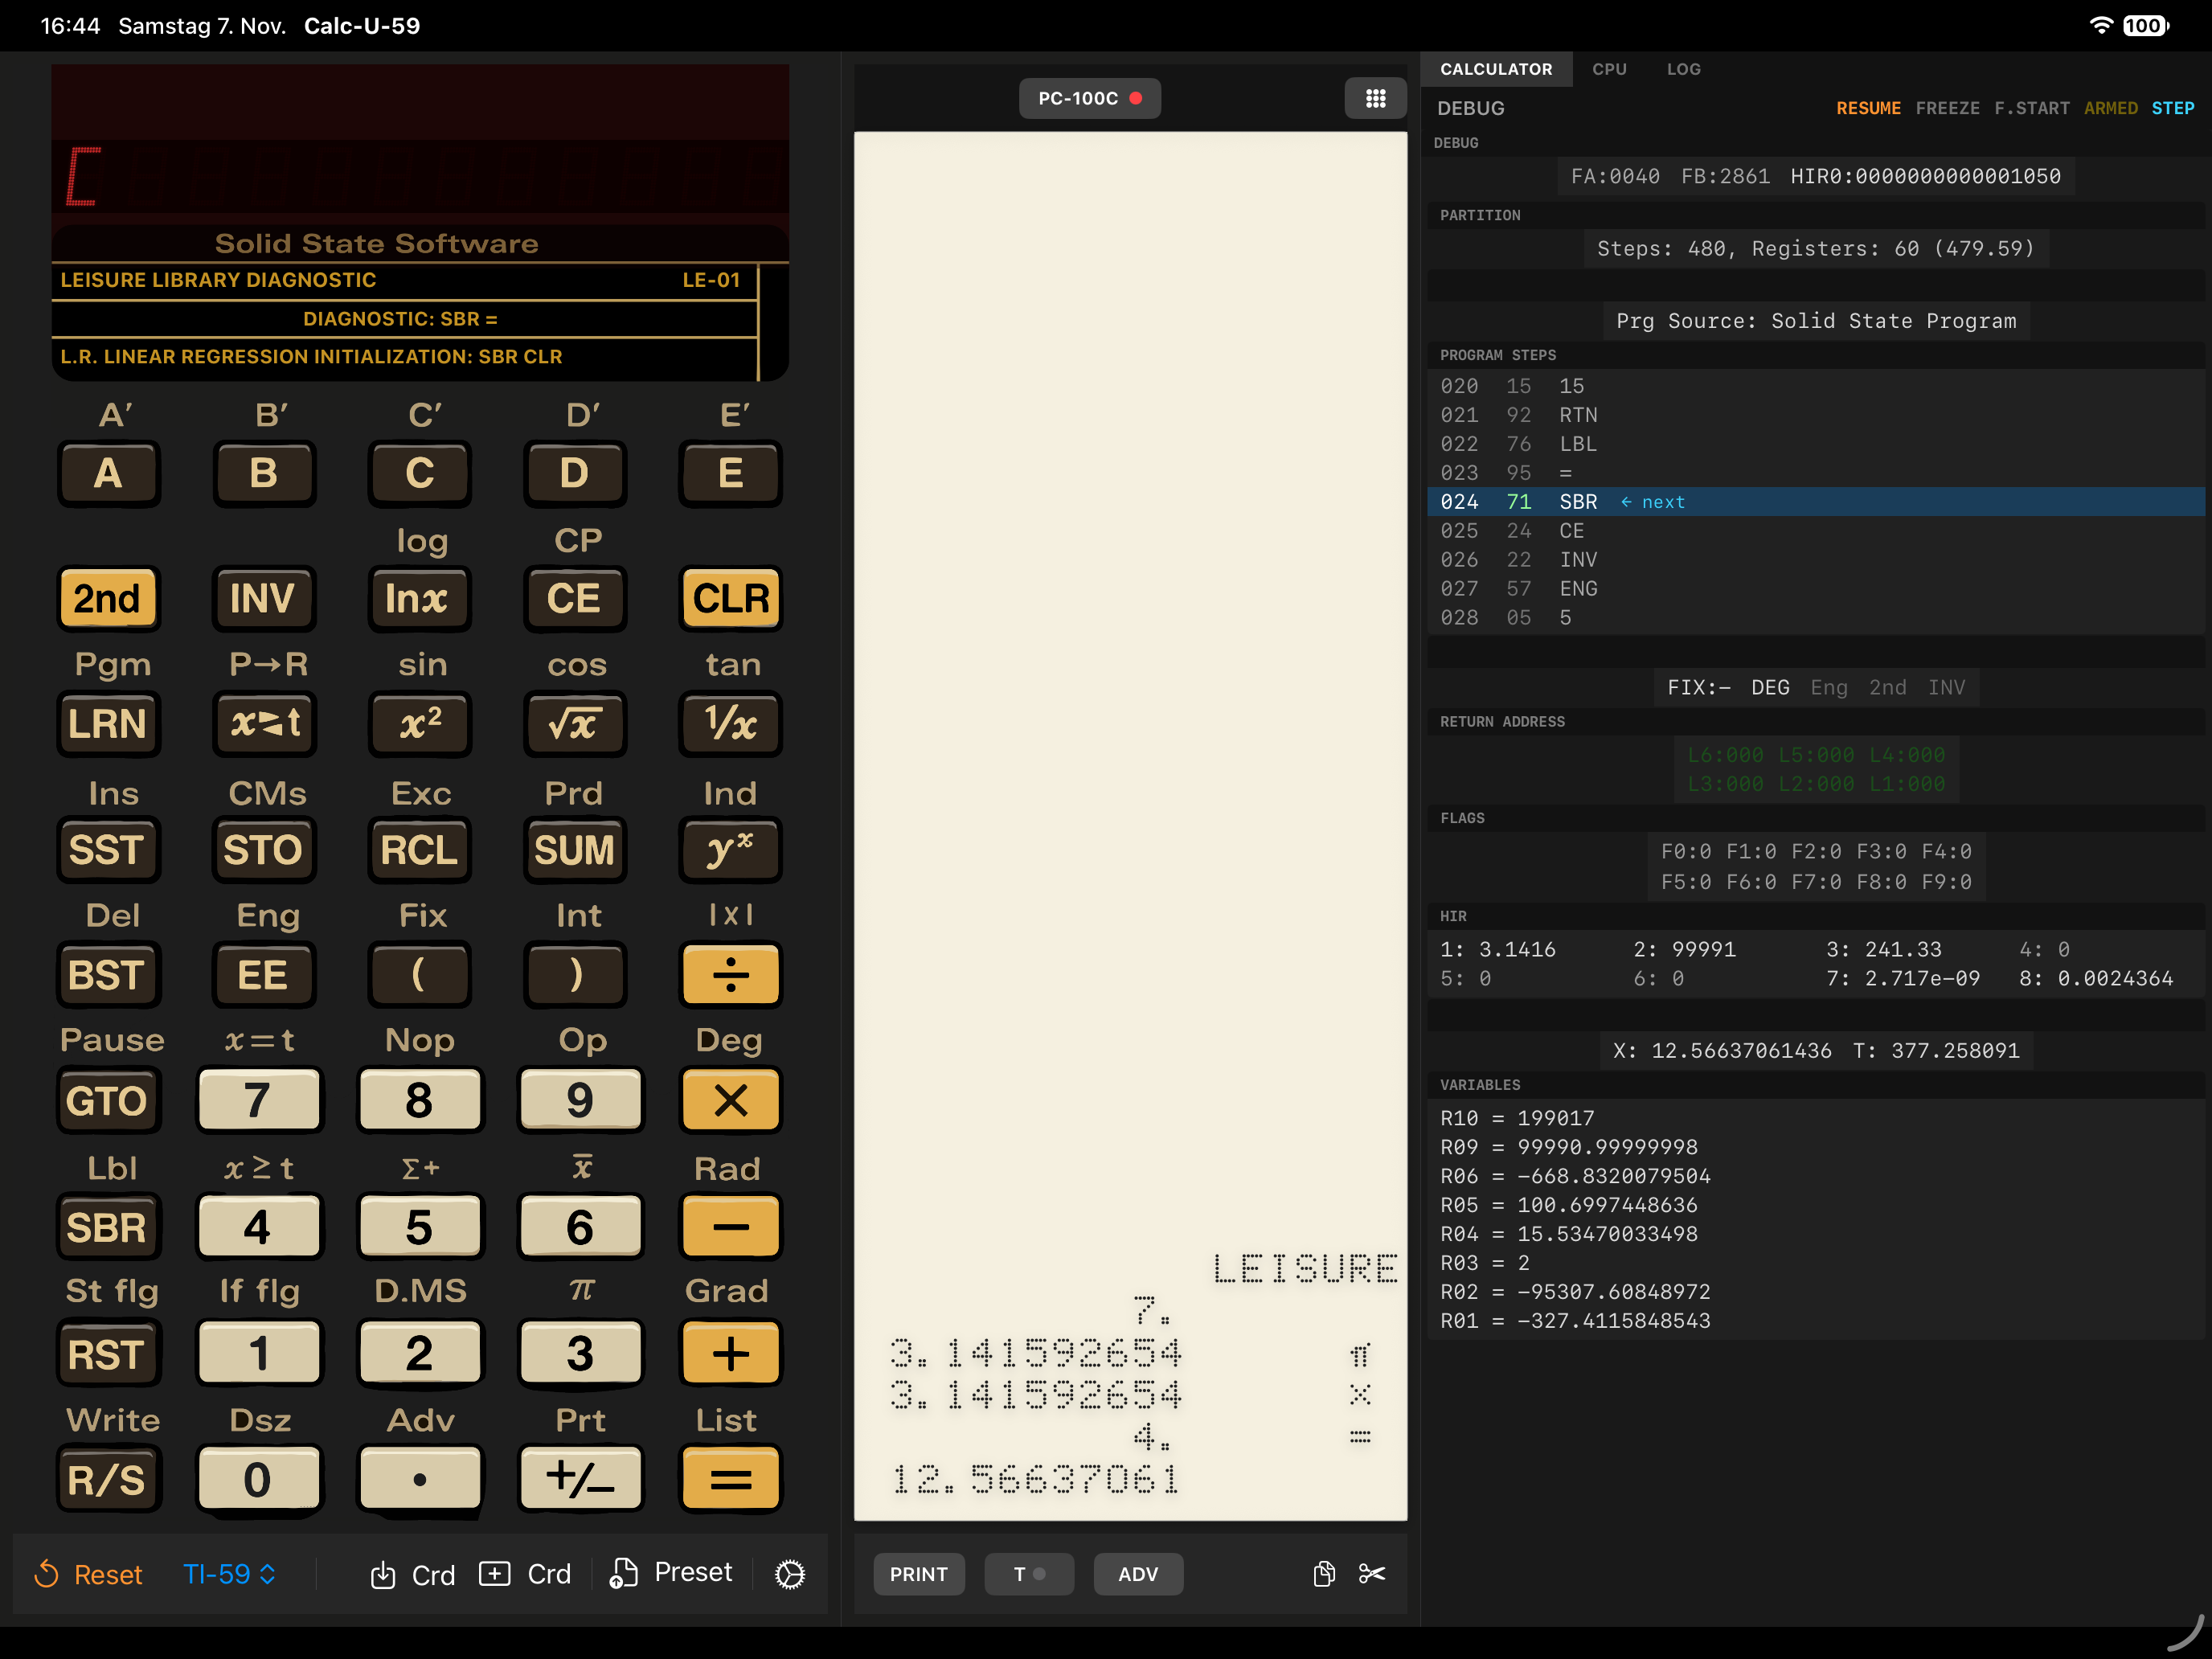 16:44 Samstag 7. Nov. Calc-U-59
100
[
Solid State Software
LEISURE LIBRARY DIAGNOSTIC LE-01
DIAGNOSTIC: SBR =
L.R. LINEAR REGRESSION INITIALIZATION: SBR CLR
A′ B′ C′ D′ E′
A B C D E
log CP
2nd INV lnx CE CLR
Pgm P→R sin cos tan
LRN x⇄t x² √x 1/x
Ins CMs Exc Prd Ind
SST STO RCL SUM yˣ
Del Eng Fix Int |x|
BST EE ( ) ÷
Pause x=t Nop Op Deg
GTO 7 8 9 ×
Lbl x≥t Σ+ x̄ Rad
SBR 4 5 6 −
St flg If flg D.MS π Grad
RST 1 2 3 +
Write Dsz Adv Prt List
R/S 0 . +/− =
Reset TI-59 Crd Crd Preset
PC-100C
LEISURE
7.
3.141592654 π
3.141592654 ×
4. =
12.56637061
PRINT T ADV
CALCULATOR CPU LOG
DEBUG RESUME FREEZE F.START ARMED STEP
DEBUG
FA:0040 FB:2861 HIR0:0000000000001050
PARTITION
Steps: 480, Registers: 60 (479.59)
Prg Source: Solid State Program
PROGRAM STEPS
020 15 15
021 92 RTN
022 76 LBL
023 95 =
024 71 SBR ← next
025 24 CE
026 22 INV
027 57 ENG
028 05 5
FIX:− DEG Eng 2nd INV
RETURN ADDRESS
L6:000 L5:000 L4:000
L3:000 L2:000 L1:000
FLAGS
F0:0 F1:0 F2:0 F3:0 F4:0
F5:0 F6:0 F7:0 F8:0 F9:0
HIR
1: 3.1416 2: 99991 3: 241.33 4: 0
5: 0 6: 0 7: 2.717e−09 8: 0.0024364
X: 12.56637061436 T: 377.258091
VARIABLES
R10 = 199017
R09 = 99990.99999998
R06 = −668.8320079504
R05 = 100.6997448636
R04 = 15.53470033498
R03 = 2
R02 = −95307.60848972
R01 = −327.4115848543